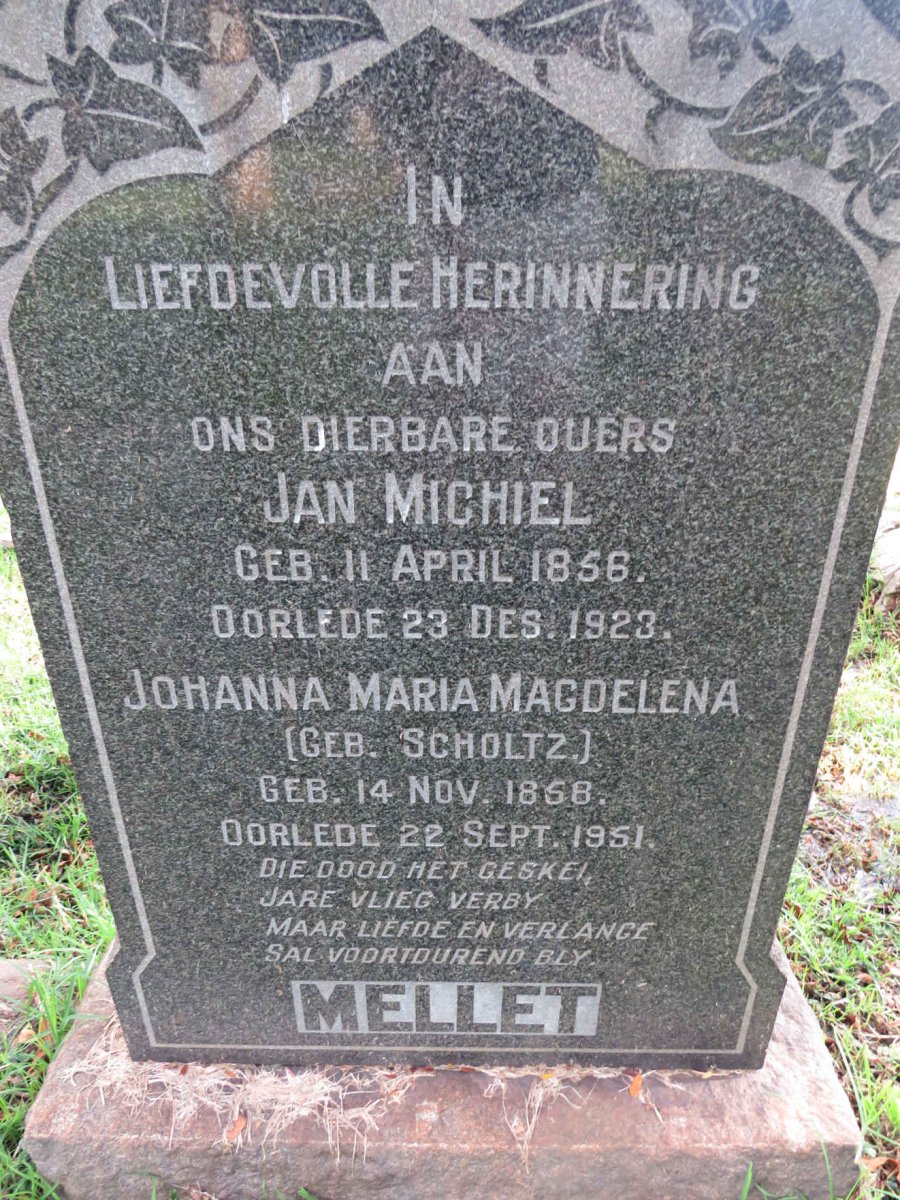 IN
LIEFDEVOLLE HERINNERING
AAN
ONS DIERBARE OUERS
JAN MICHIEL
GEB. 11 APRIL 1856.
OORLEDE 23 DES. 1923.
JOHANNA MARIA MAGDELENA
(GEB. SCHOLTZ.)
GEB. 14 NOV. 1868.
OORLEDE 22 SEPT. 1951.
DIE DOOD HET GESKEI,
JARE VLIEG VERBY
MAAR LIEFDE EN VERLANGE
SAL VOORTDUREND BLY.
MELLET